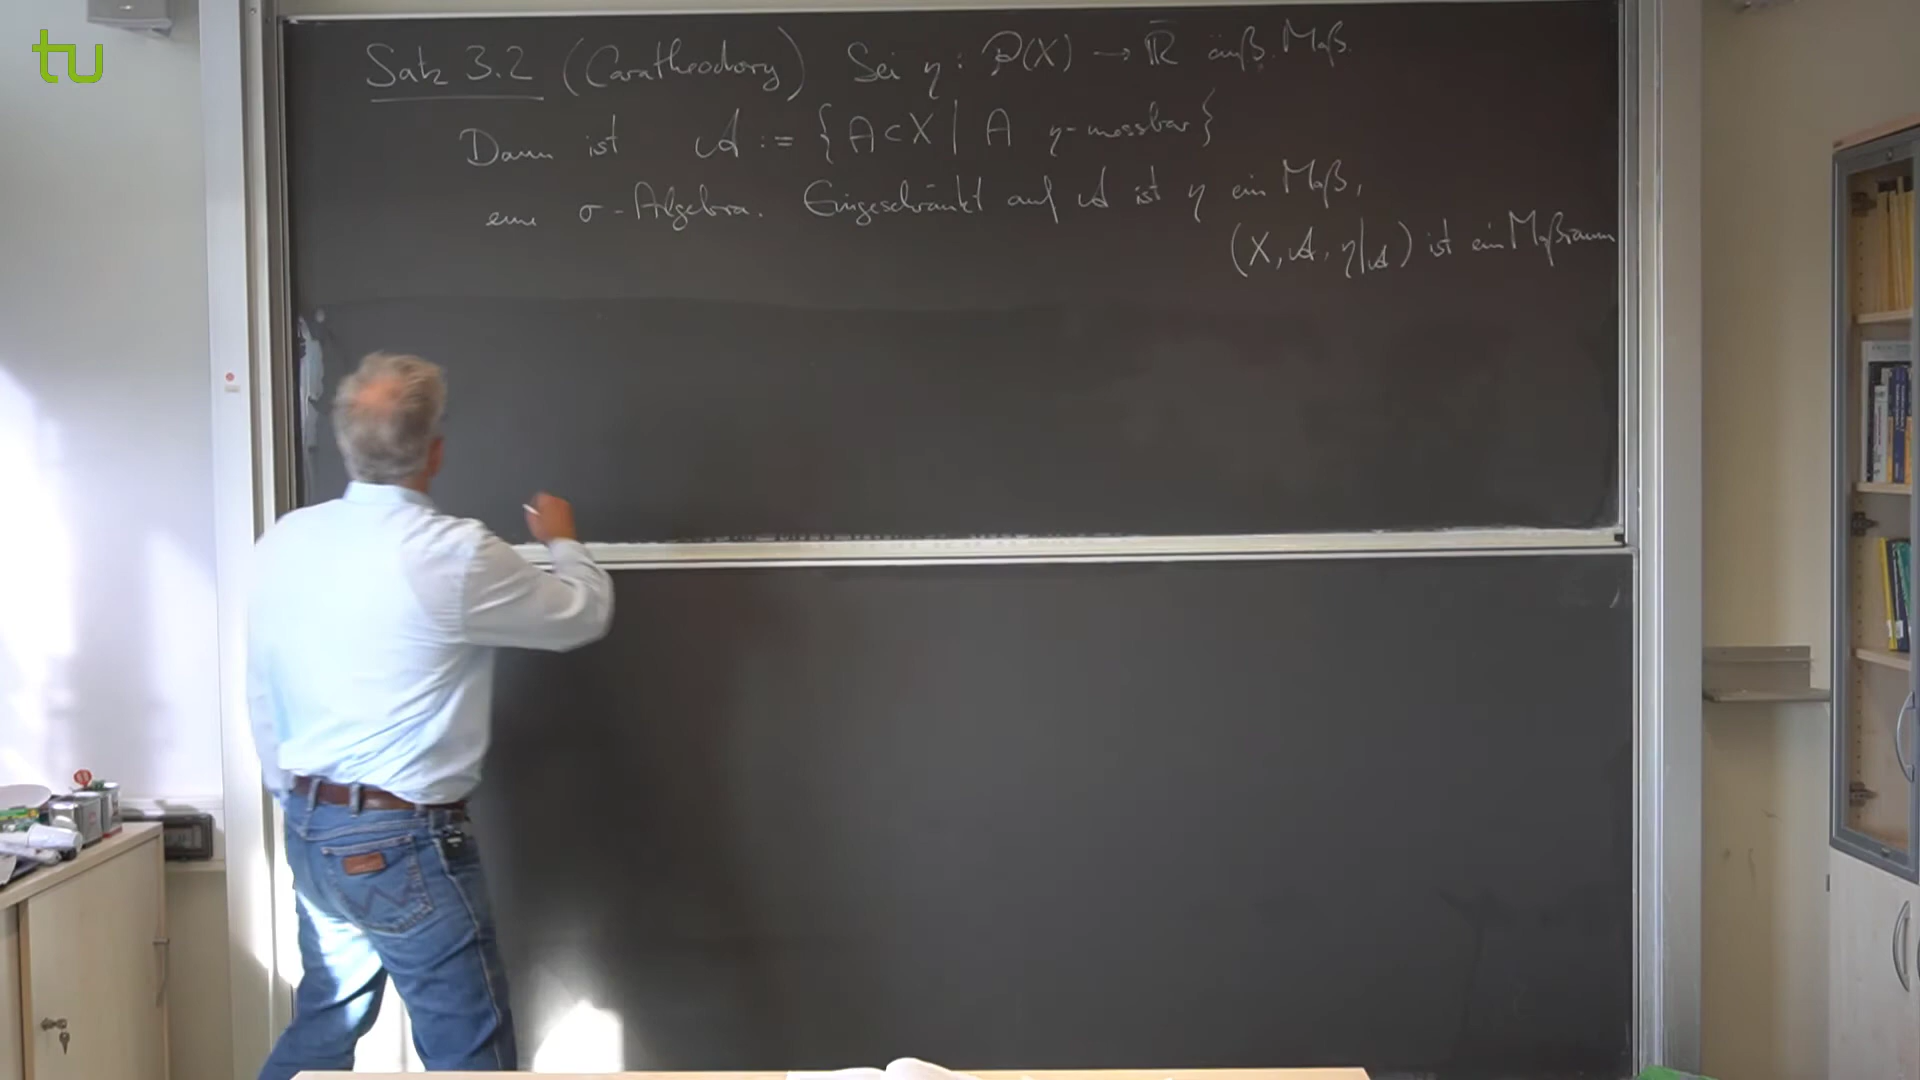 tu
Satz 3.2 (Caratheodory) Sei η : P(X) → R̅ äuß. Maß.
Dann ist 𝒜 := {A ⊂ X | A η-messbar}
eine σ-Algebra. Eingeschränkt auf 𝒜 ist η ein Maß,
(X, 𝒜, η|𝒜) ist ein Maßraum